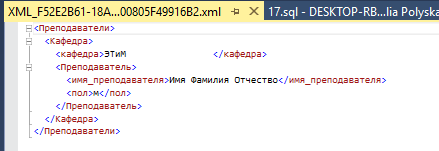 XML_F52E2B61-18A...00805F49916B2.xml 17.sql - DESKTOP-RB...lia Polyska
<Преподаватели>
<Кафедра>
<кафедра>ЭТиМ </кафедра>
<Преподаватель>
<имя_преподавателя>Имя Фамилия Отчество</имя_преподавателя>
<пол>м</пол>
</Преподаватель>
</Кафедра>
</Преподаватели>